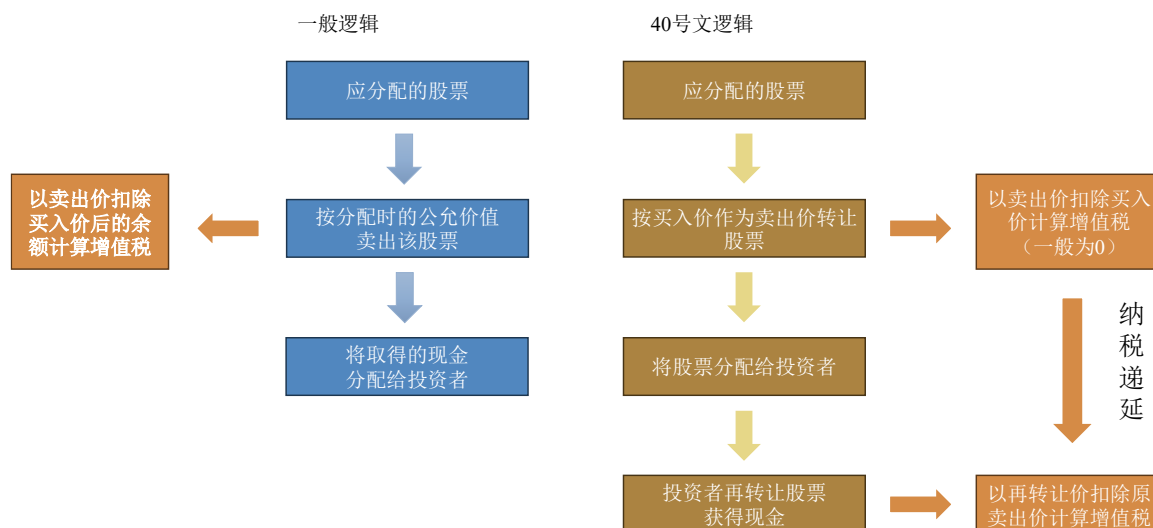 一般逻辑
40号文逻辑
应分配的股票
应分配的股票
以卖出价扣除
买入价后的余
额计算增值税
按分配时的公允价值
卖出该股票
按买入价作为卖出价转让
股票
以卖出价扣除买入
价计算增值税
（一般为0）
将取得的现金
分配给投资者
将股票分配给投资者
纳
税
递
延
投资者再转让股票
获得现金
以再转让价扣除原
卖出价计算增值税